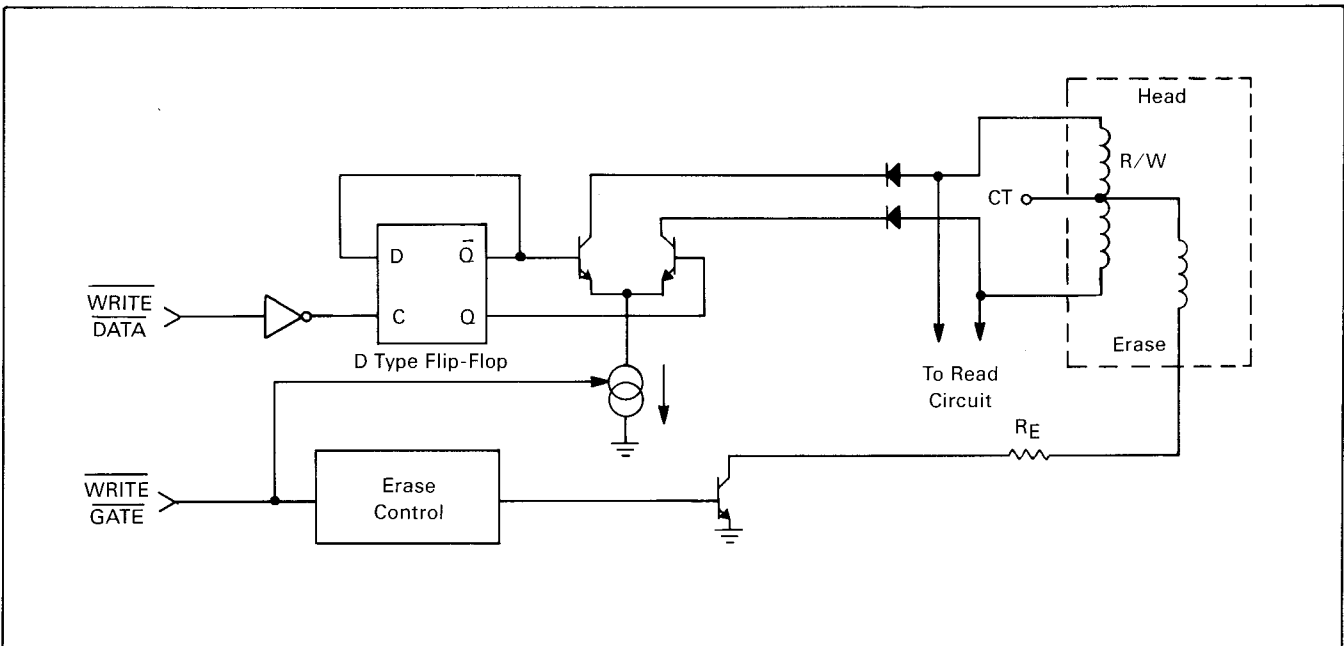 Head
R/W
CT
D
Q̅
C
Q
WRITE
DATA
D Type Flip-Flop
Erase
To Read
Circuit
RE
WRITE
GATE
Erase
Control